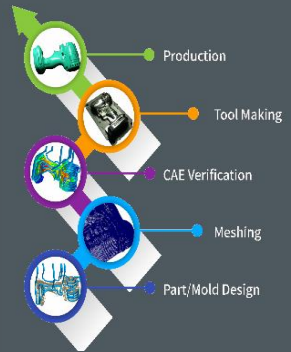 Production
Tool Making
CAE Verification
Meshing
Part/Mold Design